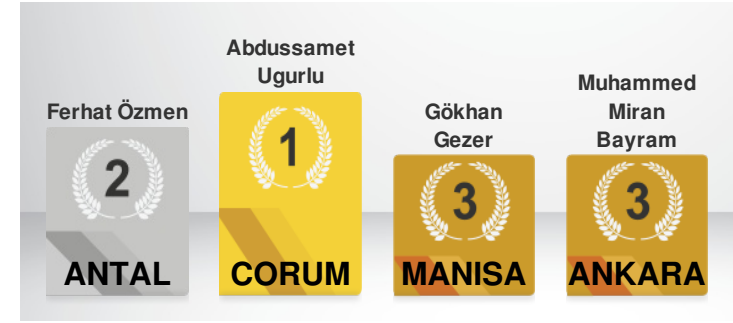 Ferhat Özmen
2
ANTAL
Abdussamet
Ugurlu
1
CORUM
Gökhan
Gezer
3
MANISA
Muhammed
Miran
Bayram
3
ANKARA